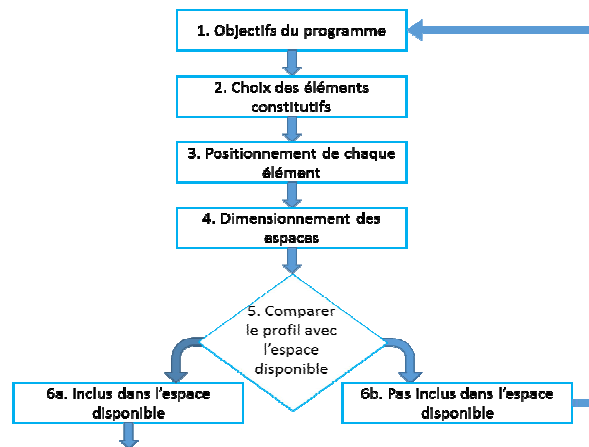 1. Objectifs du programme
2. Choix des éléments
constitutifs
3. Positionnement de chaque
élément
4. Dimensionnement des
espaces
5. Comparer
le profil avec
l'espace
disponible
6a. Inclus dans l'espace
disponible
6b. Pas Inclus dans l'espace
disponible